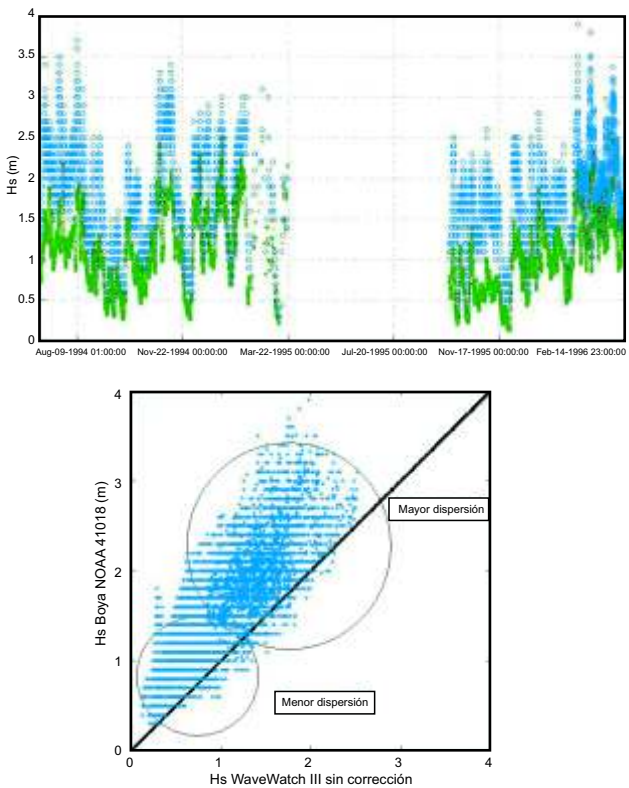 4
3.5
3
2.5
2
1.5
1
0.5
0
Hs (m)
Aug-09-1994 01:00:00 Nov-22-1994 00:00:00 Mar-22-1995 00:00:00 Jul-20-1995 00:00:00 Nov-17-1995 00:00:00 Feb-14-1996 23:00:00
4
3
2
1
0
Hs Boya NOAA 41018 (m)
Mayor dispersión
Menor dispersión
0 1 2 3 4
Hs WaveWatch III sin corrección